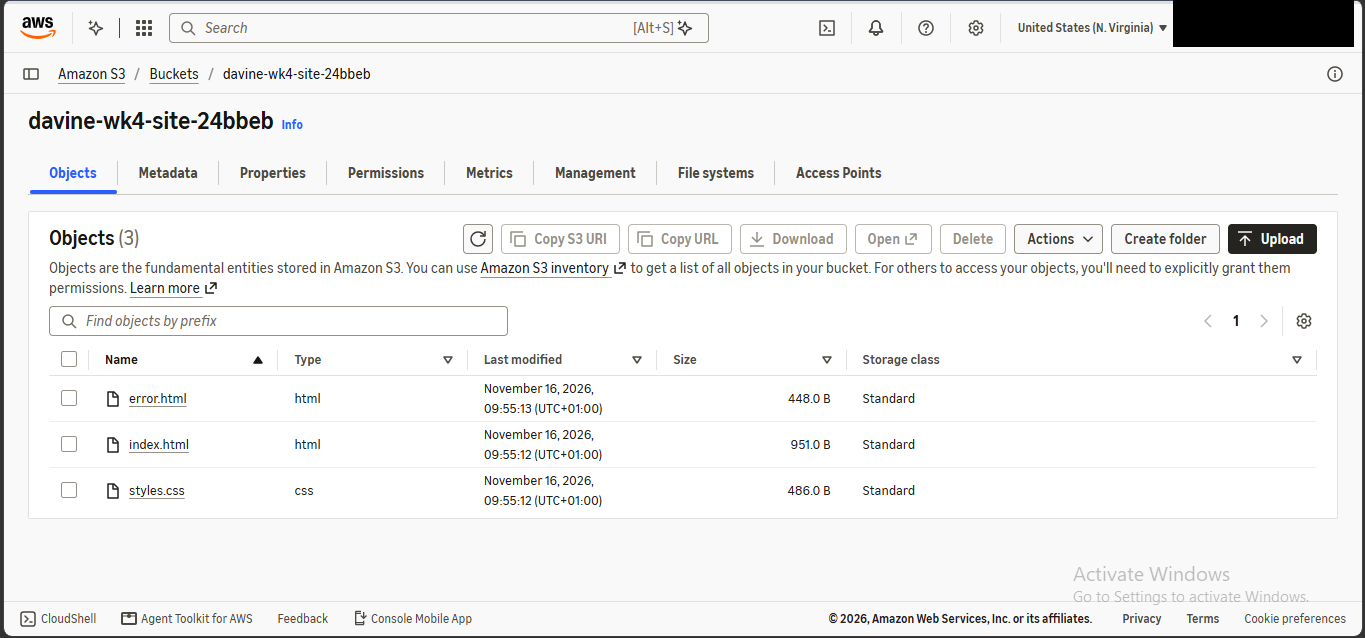 aws Search [Alt+S] United States (N. Virginia)
Amazon S3 / Buckets / davine-wk4-site-24bbeb
davine-wk4-site-24bbeb Info
Objects Metadata Properties Permissions Metrics Management File systems Access Points
Objects (3) Copy S3 URI Copy URL Download Open Delete Actions Create folder Upload
Objects are the fundamental entities stored in Amazon S3. You can use Amazon S3 inventory to get a list of all objects in your bucket. For others to access your objects, you'll need to explicitly grant them
permissions. Learn more
Find objects by prefix 1
Name Type Last modified Size Storage class
error.html html November 16, 2026, 448.0 B Standard
09:55:13 (UTC+01:00)
index.html html November 16, 2026, 951.0 B Standard
09:55:12 (UTC+01:00)
styles.css css November 16, 2026, 486.0 B Standard
09:55:12 (UTC+01:00)
Activate Windows
Go to Settings to activate Windows.
CloudShell Agent Toolkit for AWS Feedback Console Mobile App © 2026, Amazon Web Services, Inc. or its affiliates. Privacy Terms Cookie preferences